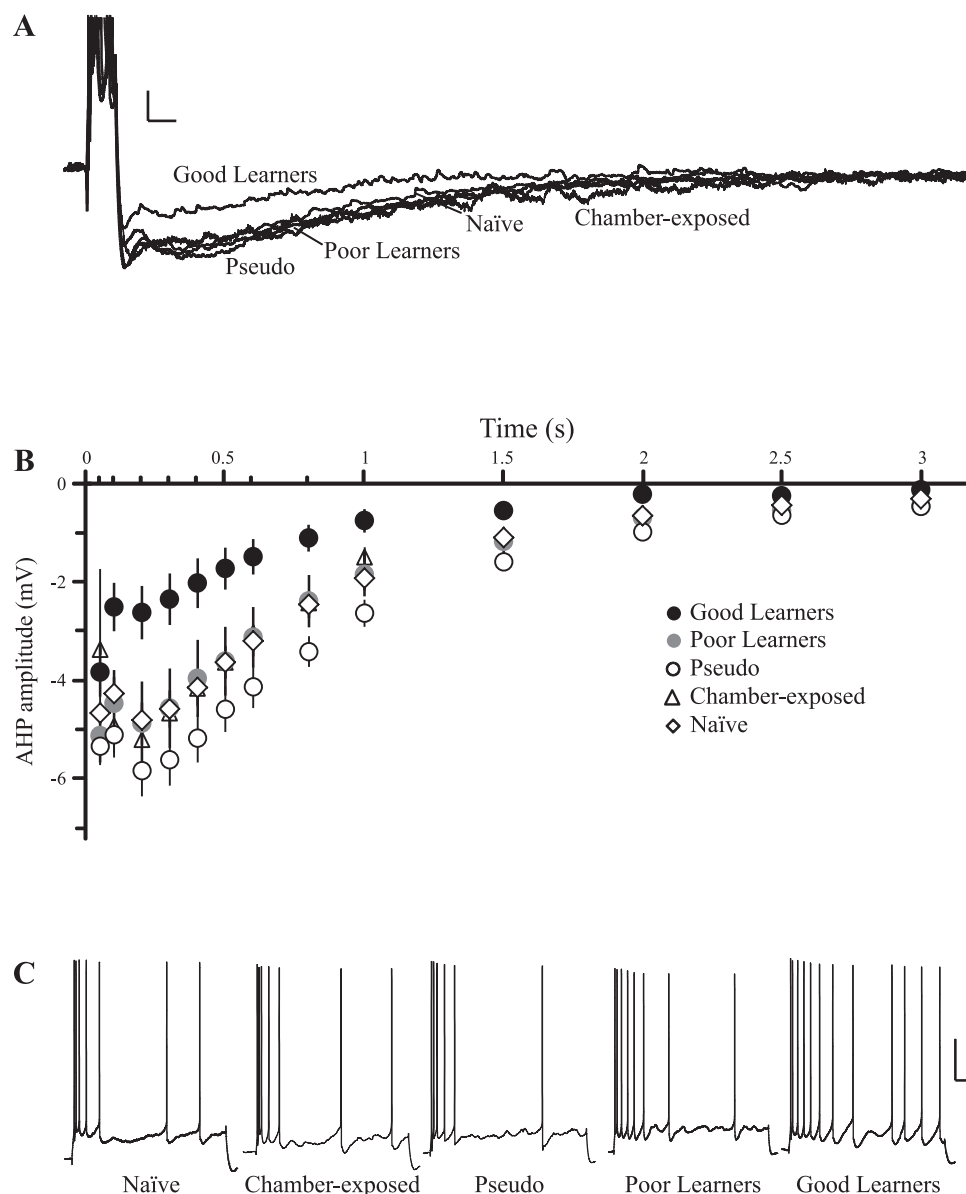 A
Good Learners
Naïve
Chamber-exposed
Poor Learners
Pseudo
Time (s)
B
0 0.5 1 1.5 2 2.5 3
0
-2
-4
-6
AHP amplitude (mV)
Good Learners
Poor Learners
Pseudo
Chamber-exposed
Naïve
C
Naïve Chamber-exposed Pseudo Poor Learners Good Learners